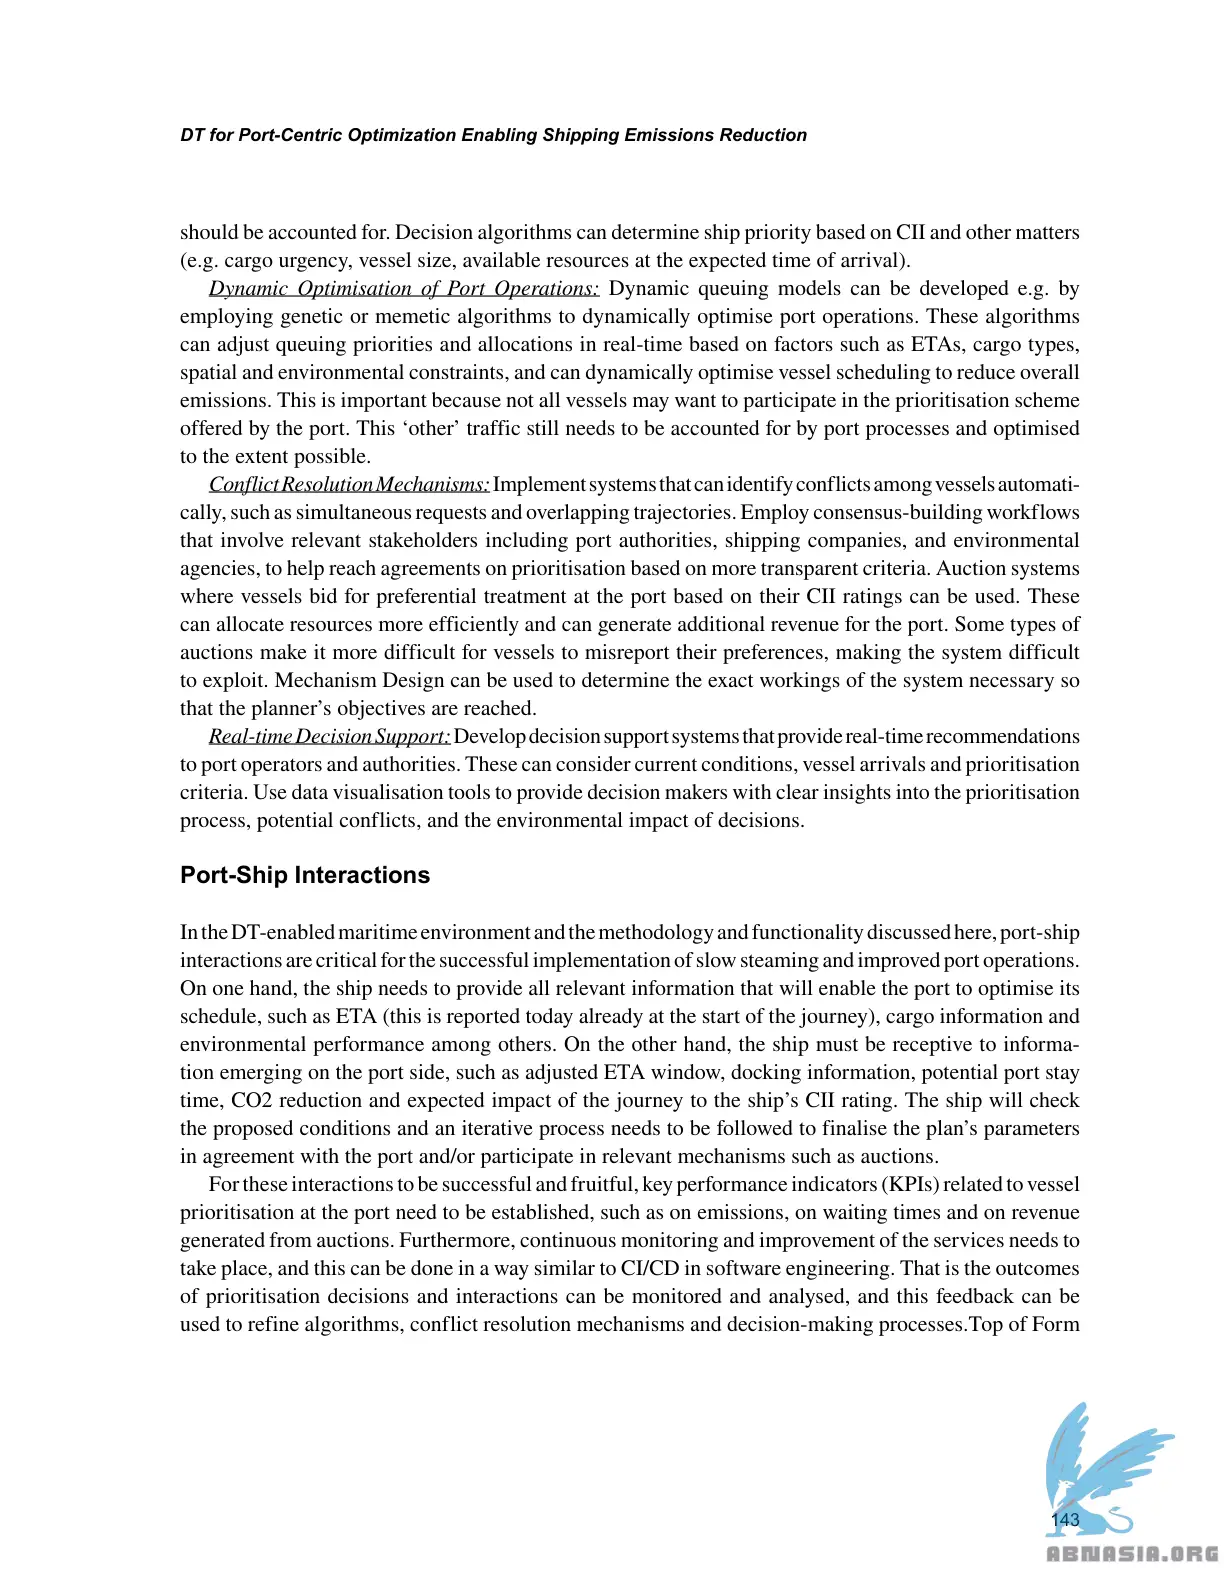 DT for Port-Centric Optimization Enabling Shipping Emissions Reduction
should be accounted for. Decision algorithms can determine ship priority based on CII and other matters
(e.g. cargo urgency, vessel size, available resources at the expected time of arrival).
Dynamic Optimisation of Port Operations: Dynamic queuing models can be developed e.g. by
employing genetic or memetic algorithms to dynamically optimise port operations. These algorithms
can adjust queuing priorities and allocations in real-time based on factors such as ETAs, cargo types,
spatial and environmental constraints, and can dynamically optimise vessel scheduling to reduce overall
emissions. This is important because not all vessels may want to participate in the prioritisation scheme
offered by the port. This ‘other’ traffic still needs to be accounted for by port processes and optimised
to the extent possible.
Conflict Resolution Mechanisms: Implement systems that can identify conflicts among vessels automati-
cally, such as simultaneous requests and overlapping trajectories. Employ consensus-building workflows
that involve relevant stakeholders including port authorities, shipping companies, and environmental
agencies, to help reach agreements on prioritisation based on more transparent criteria. Auction systems
where vessels bid for preferential treatment at the port based on their CII ratings can be used. These
can allocate resources more efficiently and can generate additional revenue for the port. Some types of
auctions make it more difficult for vessels to misreport their preferences, making the system difficult
to exploit. Mechanism Design can be used to determine the exact workings of the system necessary so
that the planner’s objectives are reached.
Real-time Decision Support: Develop decision support systems that provide real-time recommendations
to port operators and authorities. These can consider current conditions, vessel arrivals and prioritisation
criteria. Use data visualisation tools to provide decision makers with clear insights into the prioritisation
process, potential conflicts, and the environmental impact of decisions.
Port-Ship Interactions
In the DT-enabled maritime environment and the methodology and functionality discussed here, port-ship
interactions are critical for the successful implementation of slow steaming and improved port operations.
On one hand, the ship needs to provide all relevant information that will enable the port to optimise its
schedule, such as ETA (this is reported today already at the start of the journey), cargo information and
environmental performance among others. On the other hand, the ship must be receptive to informa-
tion emerging on the port side, such as adjusted ETA window, docking information, potential port stay
time, CO2 reduction and expected impact of the journey to the ship’s CII rating. The ship will check
the proposed conditions and an iterative process needs to be followed to finalise the plan’s parameters
in agreement with the port and/or participate in relevant mechanisms such as auctions.
For these interactions to be successful and fruitful, key performance indicators (KPIs) related to vessel
prioritisation at the port need to be established, such as on emissions, on waiting times and on revenue
generated from auctions. Furthermore, continuous monitoring and improvement of the services needs to
take place, and this can be done in a way similar to CI/CD in software engineering. That is the outcomes
of prioritisation decisions and interactions can be monitored and analysed, and this feedback can be
used to refine algorithms, conflict resolution mechanisms and decision-making processes.Top of Form
143
ABNASIA.ORG